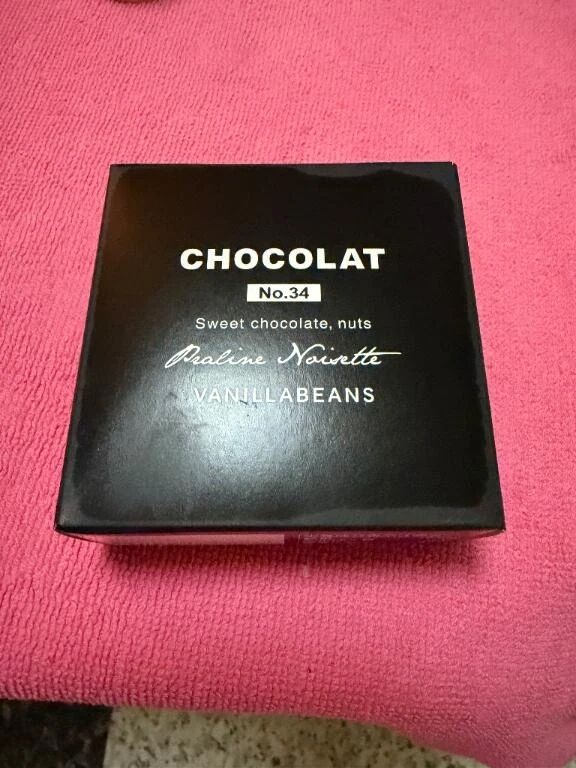 CHOCOLAT
No.34
Sweet chocolate, nuts
Praline Noisette
VANILLABEANS